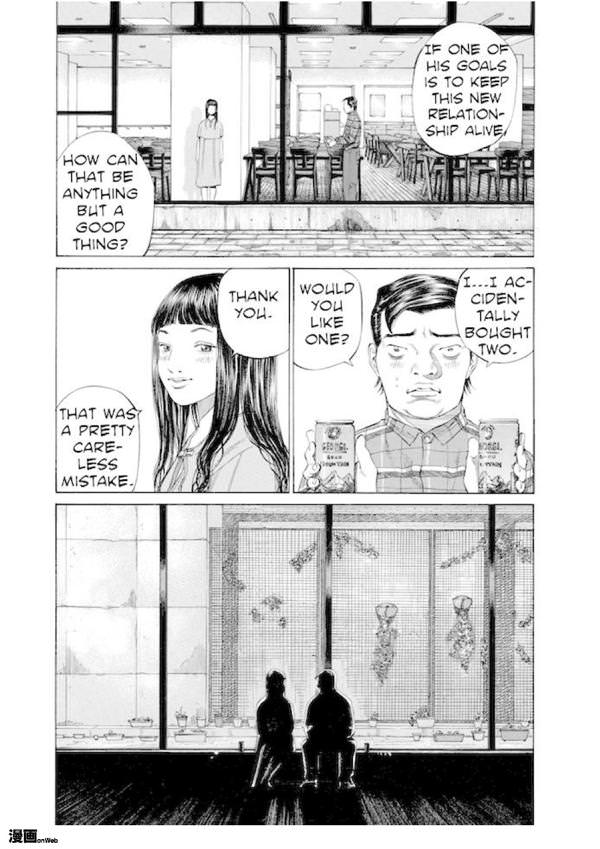 IF ONE OF
HIS GOALS
IS TO KEEP
THIS NEW
RELATION-
SHIP ALIVE,
HOW CAN
THAT BE
ANYTHING
BUT A
GOOD
THING?
I...I AC-
CIDEN-
TALLY
BOUGHT
TWO.
WOULD
YOU
LIKE
ONE?
THANK
YOU.
THAT WAS
A PRETTY
CARE-
LESS
MISTAKE.
漫画onWeb